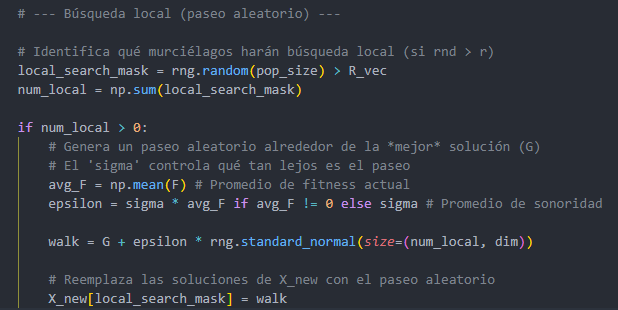 # --- Búsqueda local (paseo aleatorio) ---
# Identifica qué murciélagos harán búsqueda local (si rnd > r)
local_search_mask = rng.random(pop_size) > R_vec
num_local = np.sum(local_search_mask)
if num_local > 0:
# Genera un paseo aleatorio alrededor de la *mejor* solución (G)
# El 'sigma' controla qué tan lejos es el paseo
avg_F = np.mean(F) # Promedio de fitness actual
epsilon = sigma * avg_F if avg_F != 0 else sigma # Promedio de sonoridad
walk = G + epsilon * rng.standard_normal(size=(num_local, dim))
# Reemplaza las soluciones de X_new con el paseo aleatorio
X_new[local_search_mask] = walk